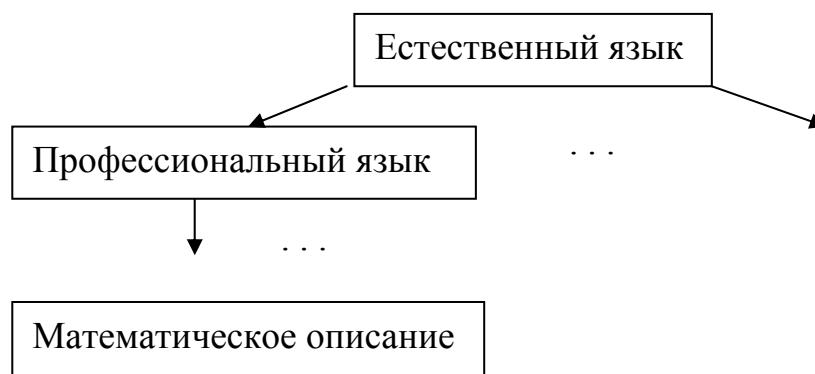 Естественный язык
Профессиональный язык
. . .
. . .
Математическое описание